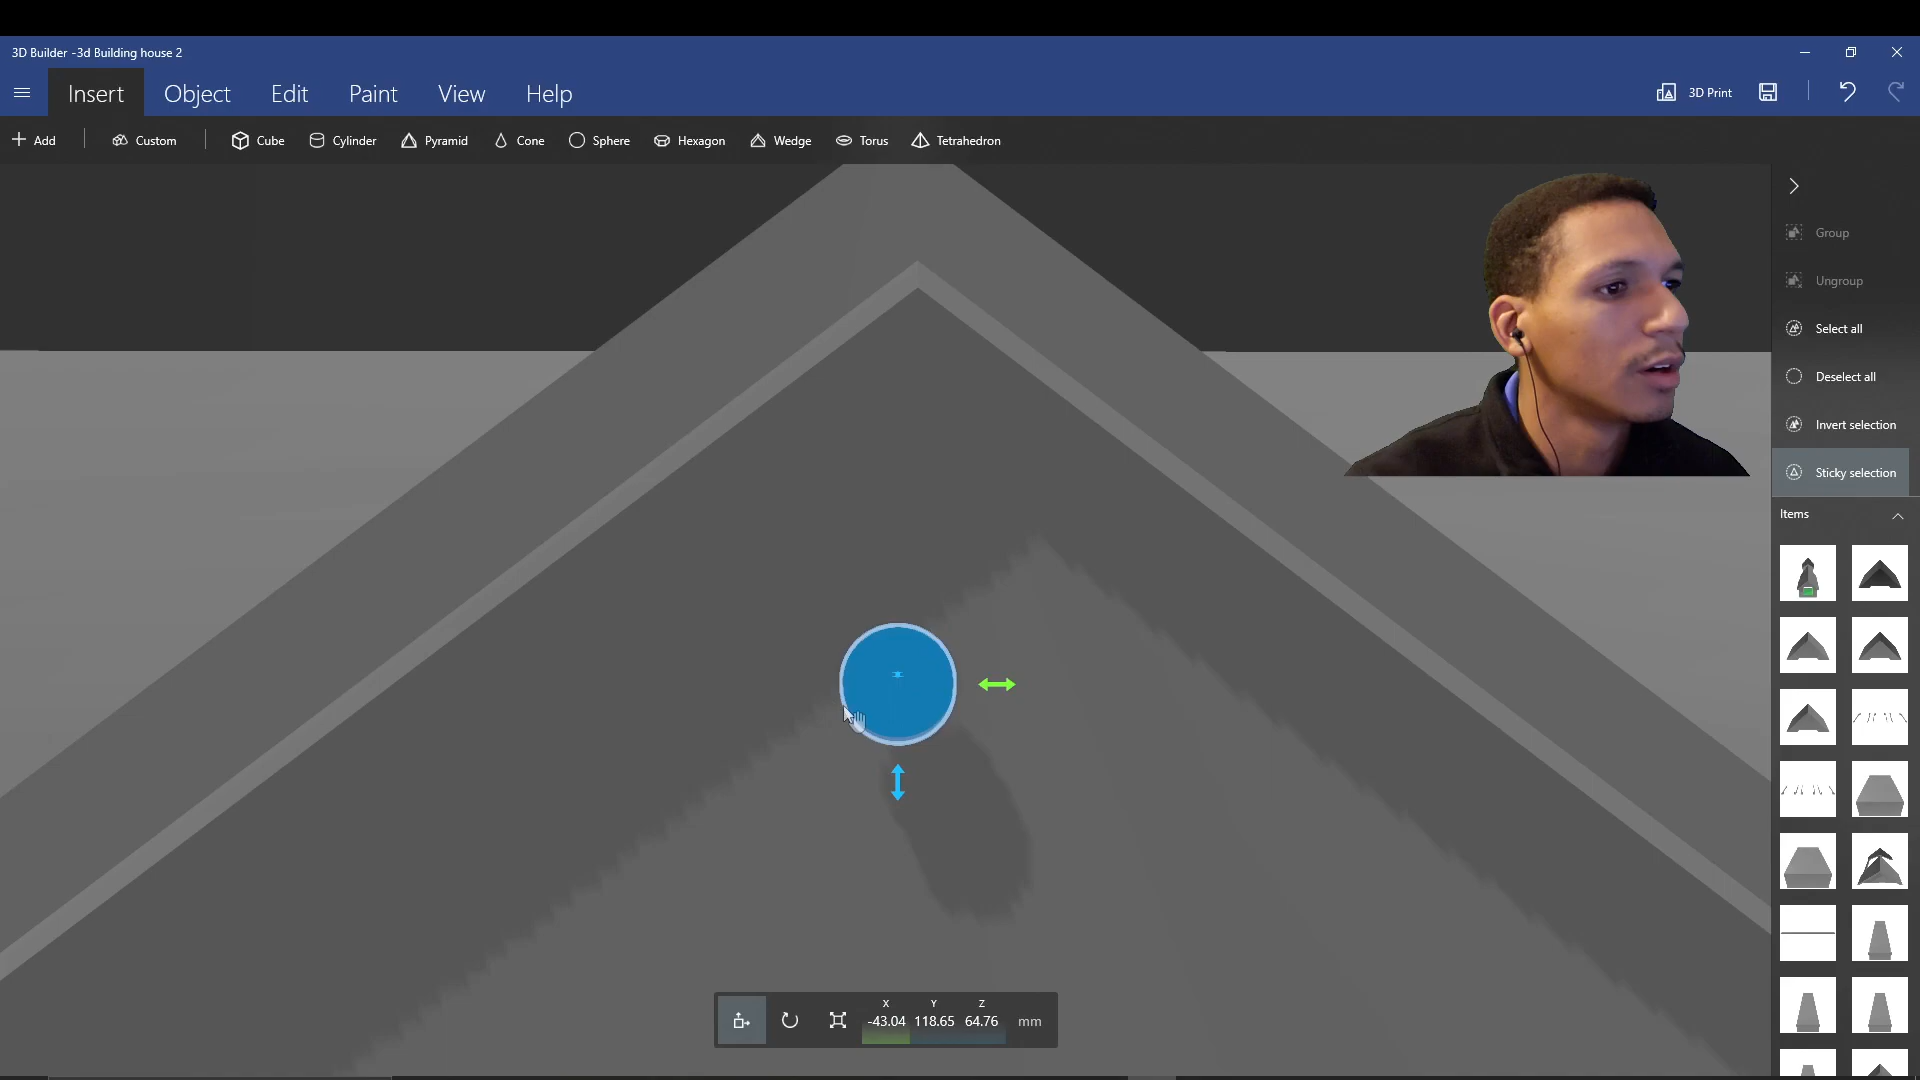 3D Builder -3d Building house 2
Insert Object Edit Paint View Help
3D Print
Add Custom Cube Cylinder Pyramid Cone Sphere Hexagon Wedge Torus Tetrahedron
Group
Ungroup
Select all
Deselect all
Invert selection
Sticky selection
Items
X Y Z
-43.04 118.65 64.76 mm